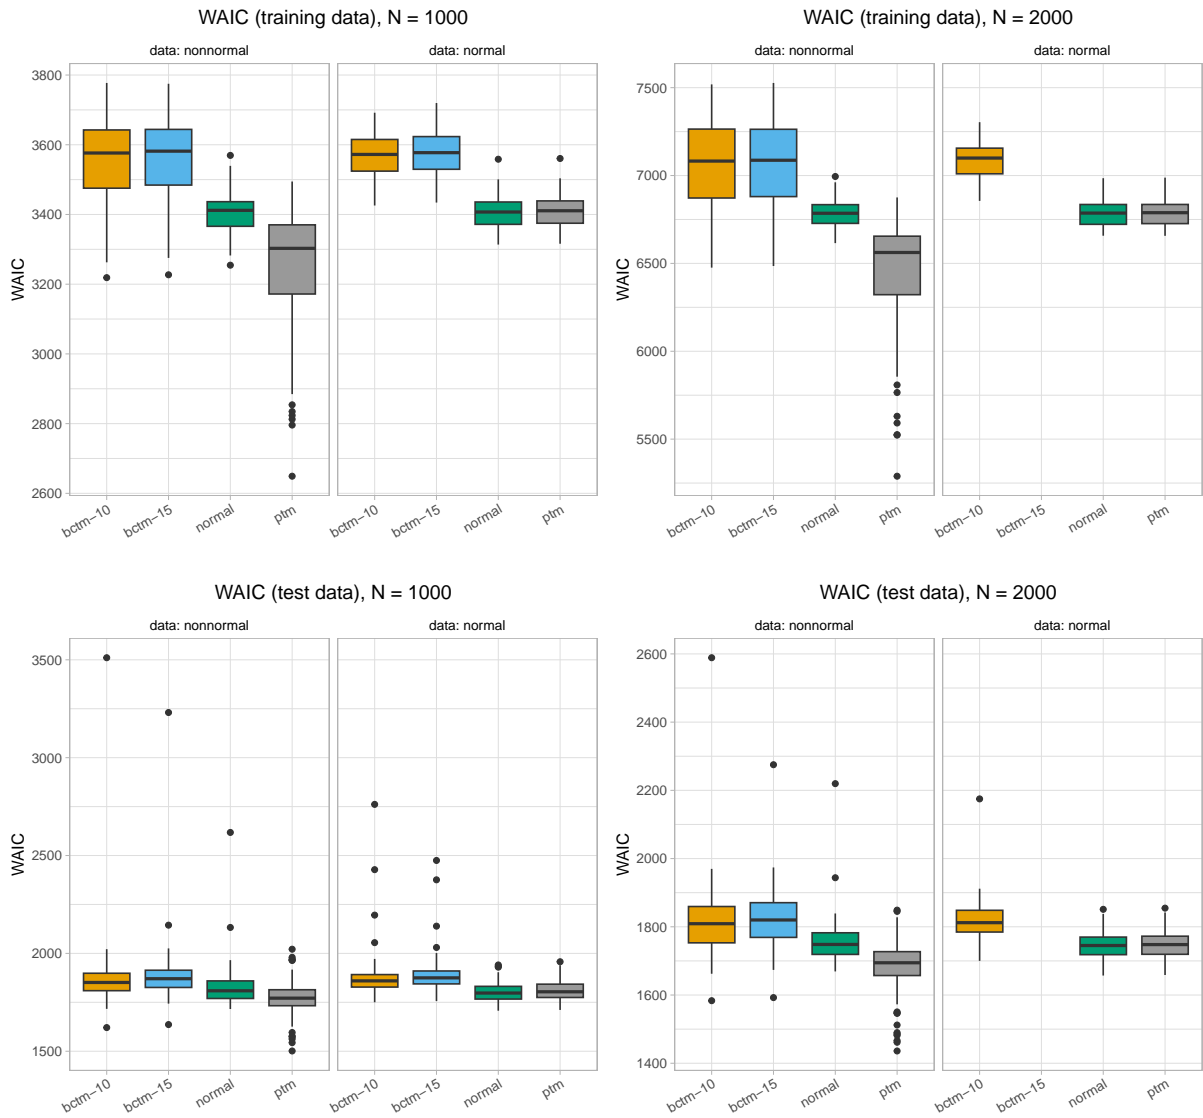 WAIC (training data), N = 1000
data: nonnormal
data: normal
WAIC
3800
3600
3400
3200
3000
2800
2600
bctm−10
bctm−15
normal
ptm
bctm−10
bctm−15
normal
ptm
WAIC (training data), N = 2000
data: nonnormal
data: normal
WAIC
7500
7000
6500
6000
5500
bctm−10
bctm−15
normal
ptm
bctm−10
bctm−15
normal
ptm
WAIC (test data), N = 1000
data: nonnormal
data: normal
WAIC
3500
3000
2500
2000
1500
bctm−10
bctm−15
normal
ptm
bctm−10
bctm−15
normal
ptm
WAIC (test data), N = 2000
data: nonnormal
data: normal
WAIC
2600
2400
2200
2000
1800
1600
1400
bctm−10
bctm−15
normal
ptm
bctm−10
bctm−15
normal
ptm